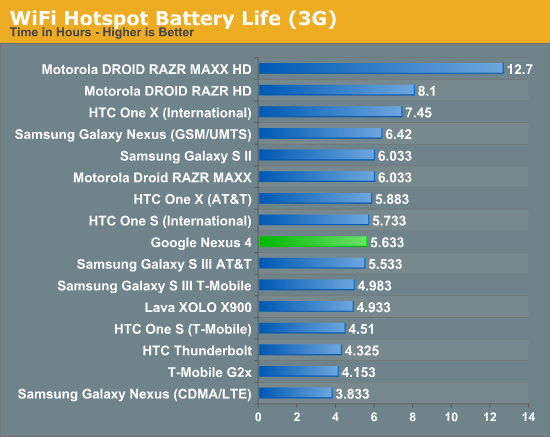 WiFi Hotspot Battery Life (3G)
Time in Hours - Higher is Better
Motorola DROID RAZR MAXX HD 12.7
Motorola DROID RAZR HD 8.1
HTC One X (International) 7.45
Samsung Galaxy Nexus (GSM/UMTS) 6.42
Samsung Galaxy S II 6.033
Motorola Droid RAZR MAXX 6.033
HTC One X (AT&T) 5.883
HTC One S (International) 5.733
Google Nexus 4 5.633
Samsung Galaxy S III AT&T 5.533
Samsung Galaxy S III T-Mobile 4.983
Lava XOLO X900 4.933
HTC One S (T-Mobile) 4.51
HTC Thunderbolt 4.325
T-Mobile G2x 4.153
Samsung Galaxy Nexus (CDMA/LTE) 3.833
0 2 4 6 8 10 12 14